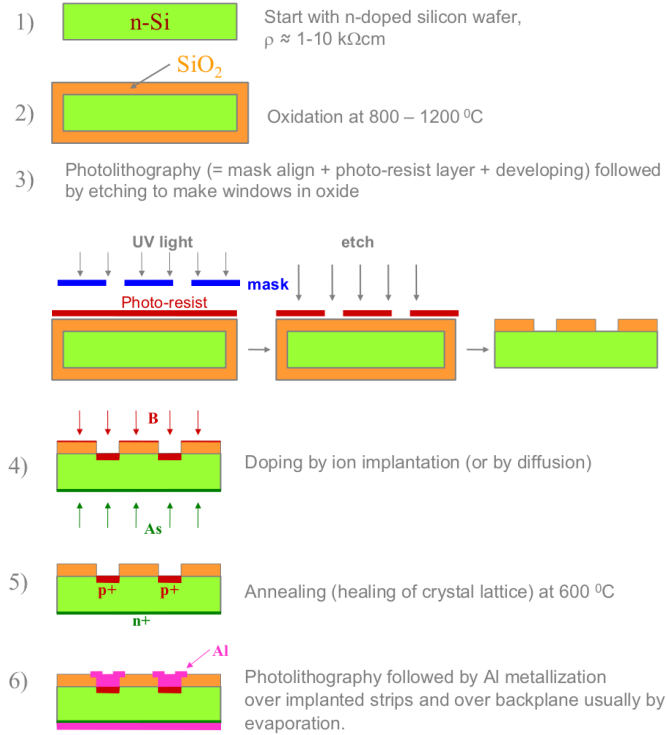 1)
n-Si
Start with n-doped silicon wafer,
ρ ≈ 1-10 kΩcm
SiO₂
2)
Oxidation at 800 – 1200 ⁰C
3)
Photolithography (= mask align + photo-resist layer + developing) followed
by etching to make windows in oxide
UV light
etch
mask
Photo-resist
B
4)
Doping by ion implantation (or by diffusion)
As
5)
p+
p+
Annealing (healing of crystal lattice) at 600 ⁰C
n+
Al
6)
Photolithography followed by Al metallization
over implanted strips and over backplane usually by
evaporation.